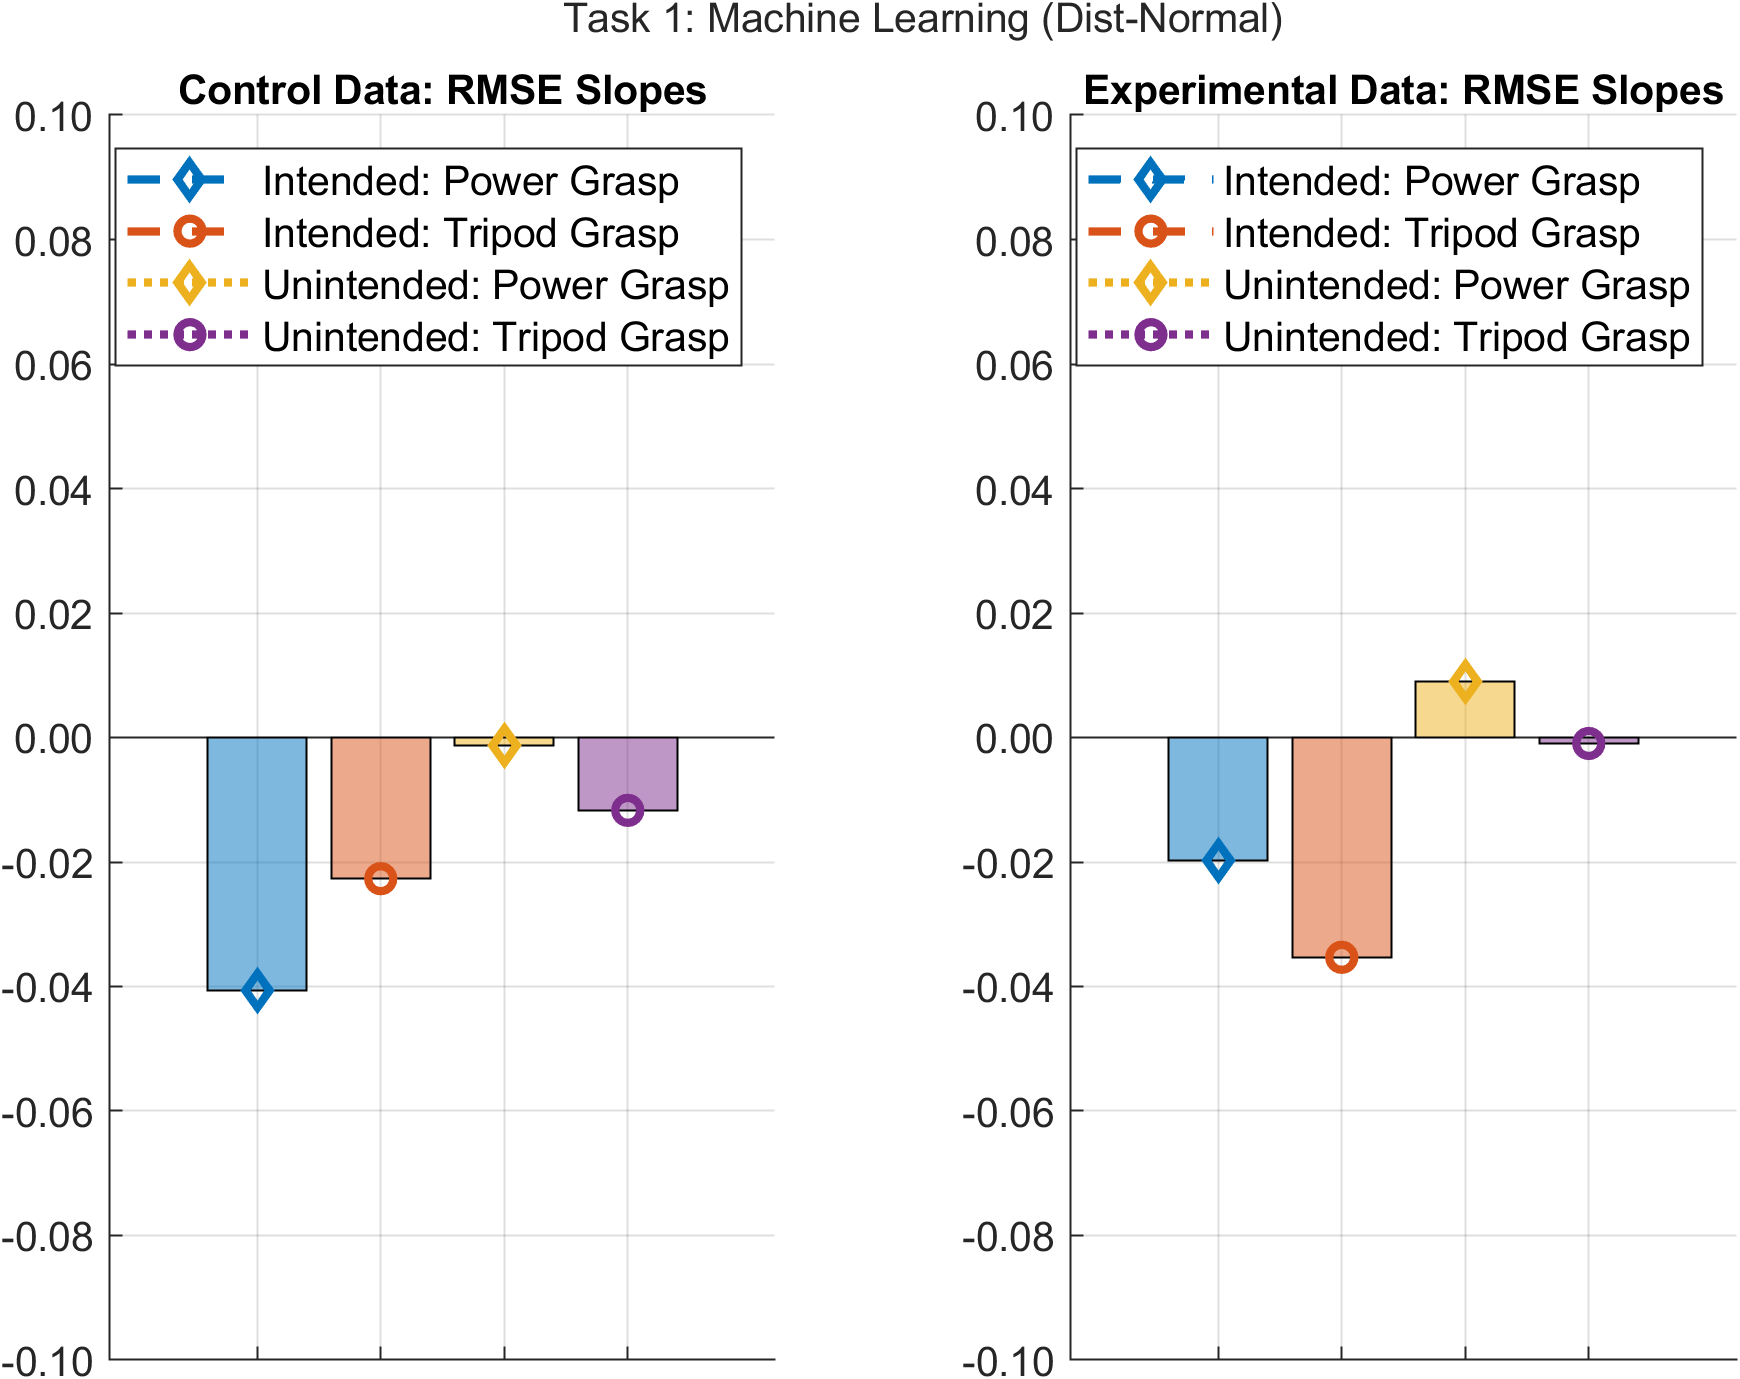 Task 1: Machine Learning (Dist-Normal)
Control Data: RMSE Slopes
0.10
0.08
0.06
0.04
0.02
0.00
-0.02
-0.04
-0.06
-0.08
-0.10
Intended: Power Grasp
Intended: Tripod Grasp
Unintended: Power Grasp
Unintended: Tripod Grasp
Experimental Data: RMSE Slopes
0.10
0.08
0.06
0.04
0.02
0.00
-0.02
-0.04
-0.06
-0.08
-0.10
Intended: Power Grasp
Intended: Tripod Grasp
Unintended: Power Grasp
Unintended: Tripod Grasp